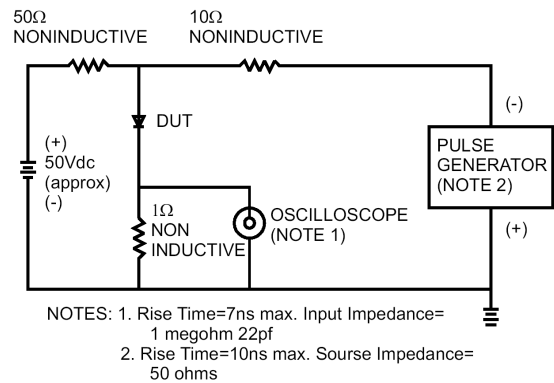 50Ω
NONINDUCTIVE
10Ω
NONINDUCTIVE
(-)
DUT
(+)
50Vdc
(approx)
(-)
PULSE
GENERATOR
(NOTE 2)
1Ω
NON
INDUCTIVE
OSCILLOSCOPE
(NOTE 1)
(+)
NOTES: 1. Rise Time=7ns max. Input Impedance=
1 megohm 22pf
2. Rise Time=10ns max. Sourse Impedance=
50 ohms